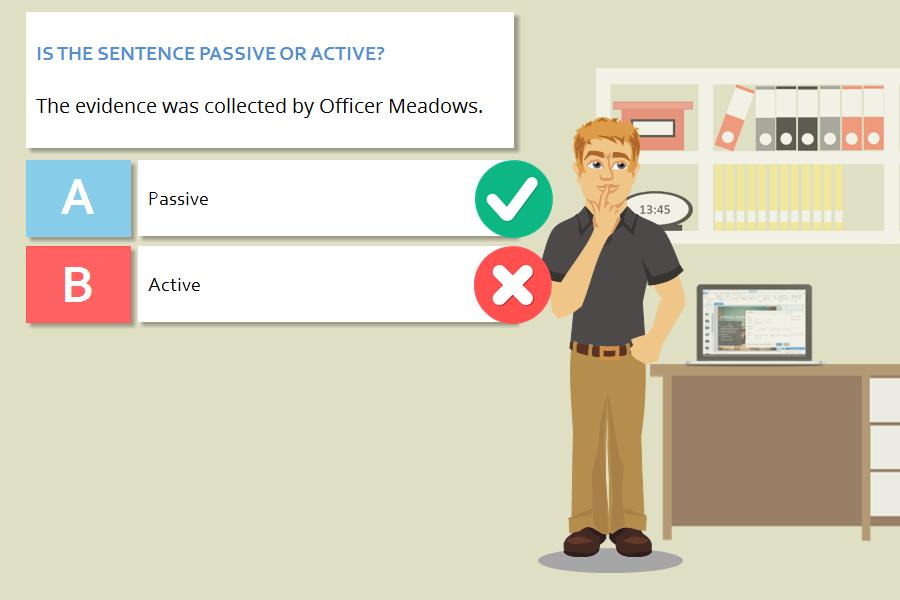 IS THE SENTENCE PASSIVE OR ACTIVE?
The evidence was collected by Officer Meadows.
A
Passive
B
Active
13:45